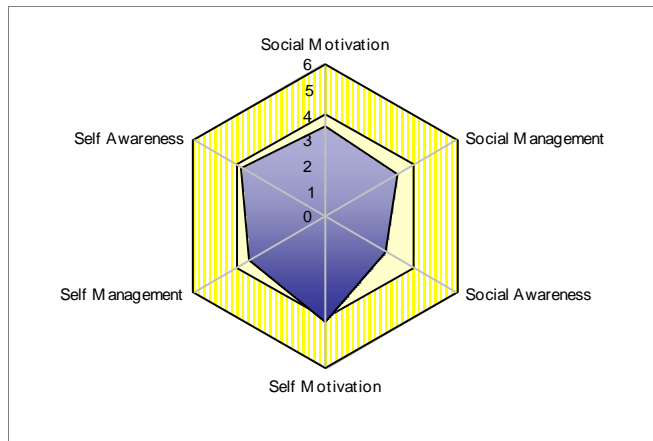 Social Motivation
6
5
4
3
2
1
0
Self Awareness
Social Management
Self Management
Social Awareness
Self Motivation